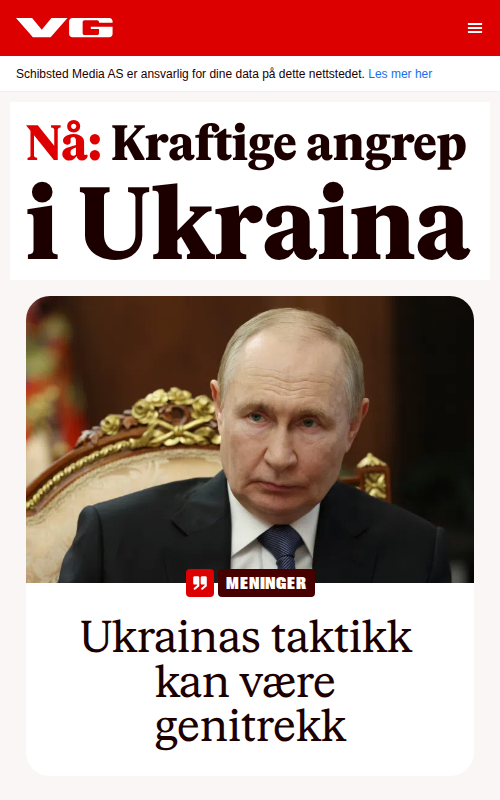 VG
Schibsted Media AS er ansvarlig for dine data på dette nettstedet. Les mer her
Nå: Kraftige angrep
i Ukraina
MENINGER
Ukrainas taktikk
kan være
genitrekk